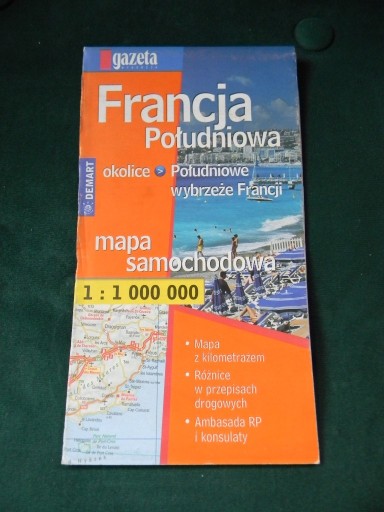 gazeta
Francja
Południowa
okolice > Południowe
wybrzeże Francji
DEMART
mapa
samochodowa
1 : 1 000 000
• Mapa
z kilometrazem
• Różnice
w przepisach
drogowych
• Ambasada RP
i konsulaty